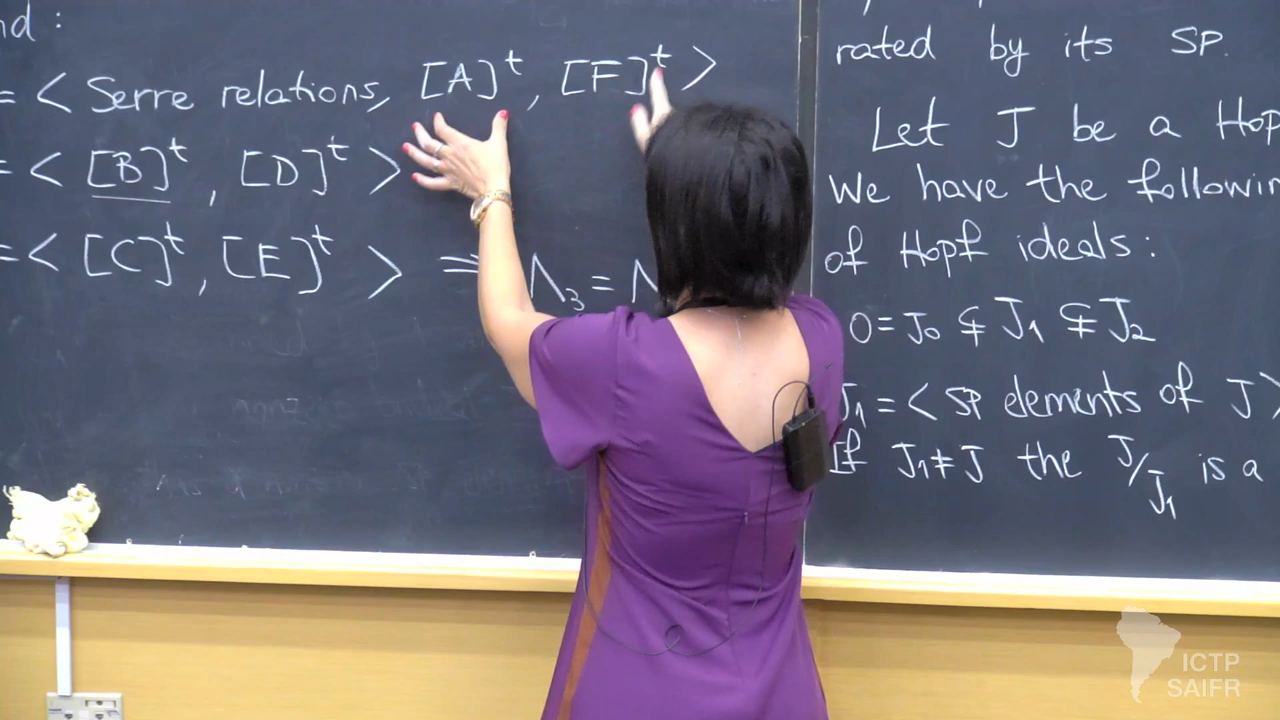 nd:
= < Serre relations, [A]^t, [F]^t >
= < [B]^t, [D]^t >
= < [C]^t, [E]^t > ⇒ Λ₃ = Λ
rated by its SP.
Let J be a Hop
We have the followin
of Hopf ideals:
0 = J₀ ⊊ J₁ ⊊ J₂
J₁ = < SP elements of J >
If J₁ ≠ J the J/J₁ is a
ICTP
SAIFR